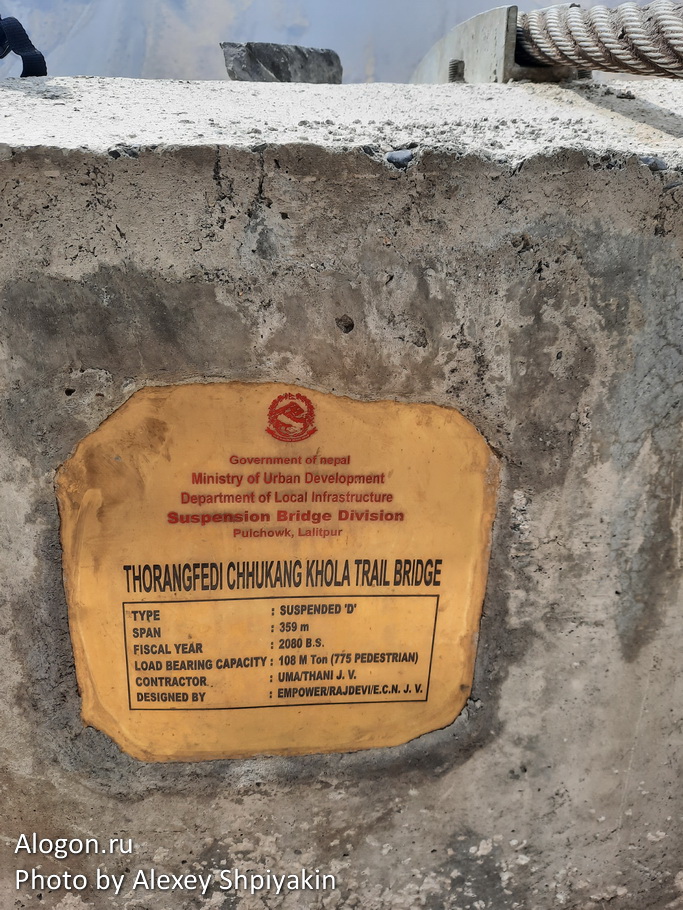 Government of nepal
Ministry of Urban Development
Department of Local Infrastructure
Suspension Bridge Division
Pulchowk, Lalitpur
THORANGFEDI CHHUKANG KHOLA TRAIL BRIDGE
TYPE : SUSPENDED 'D'
SPAN : 359 m
FISCAL YEAR : 2080 B.S.
LOAD BEARING CAPACITY : 108 M Ton (775 PEDESTRIAN)
CONTRACTOR : UMA/THANI J. V.
DESIGNED BY : EMPOWER/RAJDEVI/E.C.N. J. V.
Alogon.ru
Photo by Alexey Shpiyakin